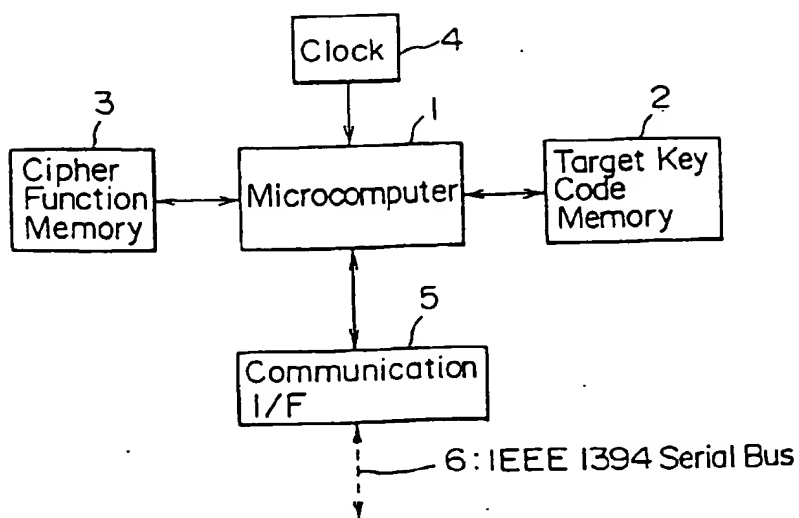 Clock
4
3
1
2
Cipher
Function
Memory
Microcomputer
Target Key
Code
Memory
5
Communication
I/F
6:IEEE 1394 Serial Bus